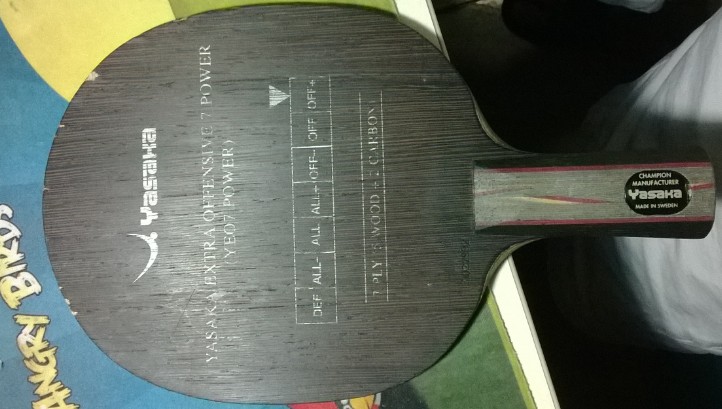 Yasaka
YASAKA EXTRA OFFENSIVE 7 POWER
(YEO7 POWER)
DEF ALL- ALL ALL+ OFF- OFF OFF+
7 PLY (5 WOOD + 2 CARBON)
CHAMPION
MANUFACTURER
Yasaka
MADE IN SWEDEN
ANGRY BIRDS